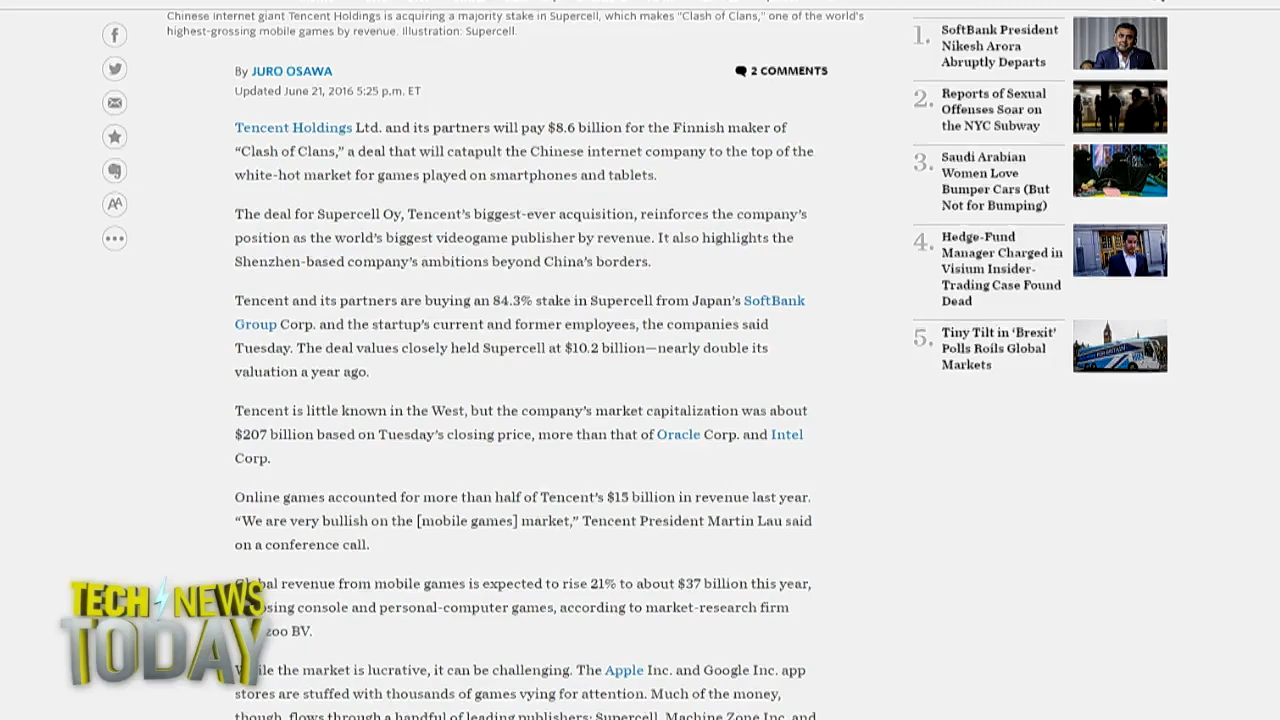 Chinese internet giant Tencent Holdings is acquiring a majority stake in Supercell, which makes "Clash of Clans," one of the world's
highest-grossing mobile games by revenue. Illustration: Supercell.
By JURO OSAWA
2 COMMENTS
Updated June 21, 2016 5:25 p.m. ET
Tencent Holdings Ltd. and its partners will pay $8.6 billion for the Finnish maker of
“Clash of Clans,” a deal that will catapult the Chinese internet company to the top of the
white-hot market for games played on smartphones and tablets.
The deal for Supercell Oy, Tencent’s biggest-ever acquisition, reinforces the company’s
position as the world’s biggest videogame publisher by revenue. It also highlights the
Shenzhen-based company’s ambitions beyond China’s borders.
Tencent and its partners are buying an 84.3% stake in Supercell from Japan’s SoftBank
Group Corp. and the startup’s current and former employees, the companies said
Tuesday. The deal values closely held Supercell at $10.2 billion—nearly double its
valuation a year ago.
Tencent is little known in the West, but the company’s market capitalization was about
$207 billion based on Tuesday’s closing price, more than that of Oracle Corp. and Intel
Corp.
Online games accounted for more than half of Tencent’s $15 billion in revenue last year.
“We are very bullish on the [mobile games] market,” Tencent President Martin Lau said
on a conference call.
revenue from mobile games is expected to rise 21% to about $37 billion this year,
console and personal-computer games, according to market-research firm
BV.
the market is lucrative, it can be challenging. The Apple Inc. and Google Inc. app
stores are stuffed with thousands of games vying for attention. Much of the money,
though, flows through a handful of leading publishers: Supercell, Machine Zone Inc. and
1. SoftBank President
Nikesh Arora
Abruptly Departs
2. Reports of Sexual
Offenses Soar on
the NYC Subway
3. Saudi Arabian
Women Love
Bumper Cars (But
Not for Bumping)
4. Hedge-Fund
Manager Charged in
Visium Insider-
Trading Case Found
Dead
5. Tiny Tilt in ‘Brexit’
Polls Roils Global
Markets
TECH NEWS
TODAY